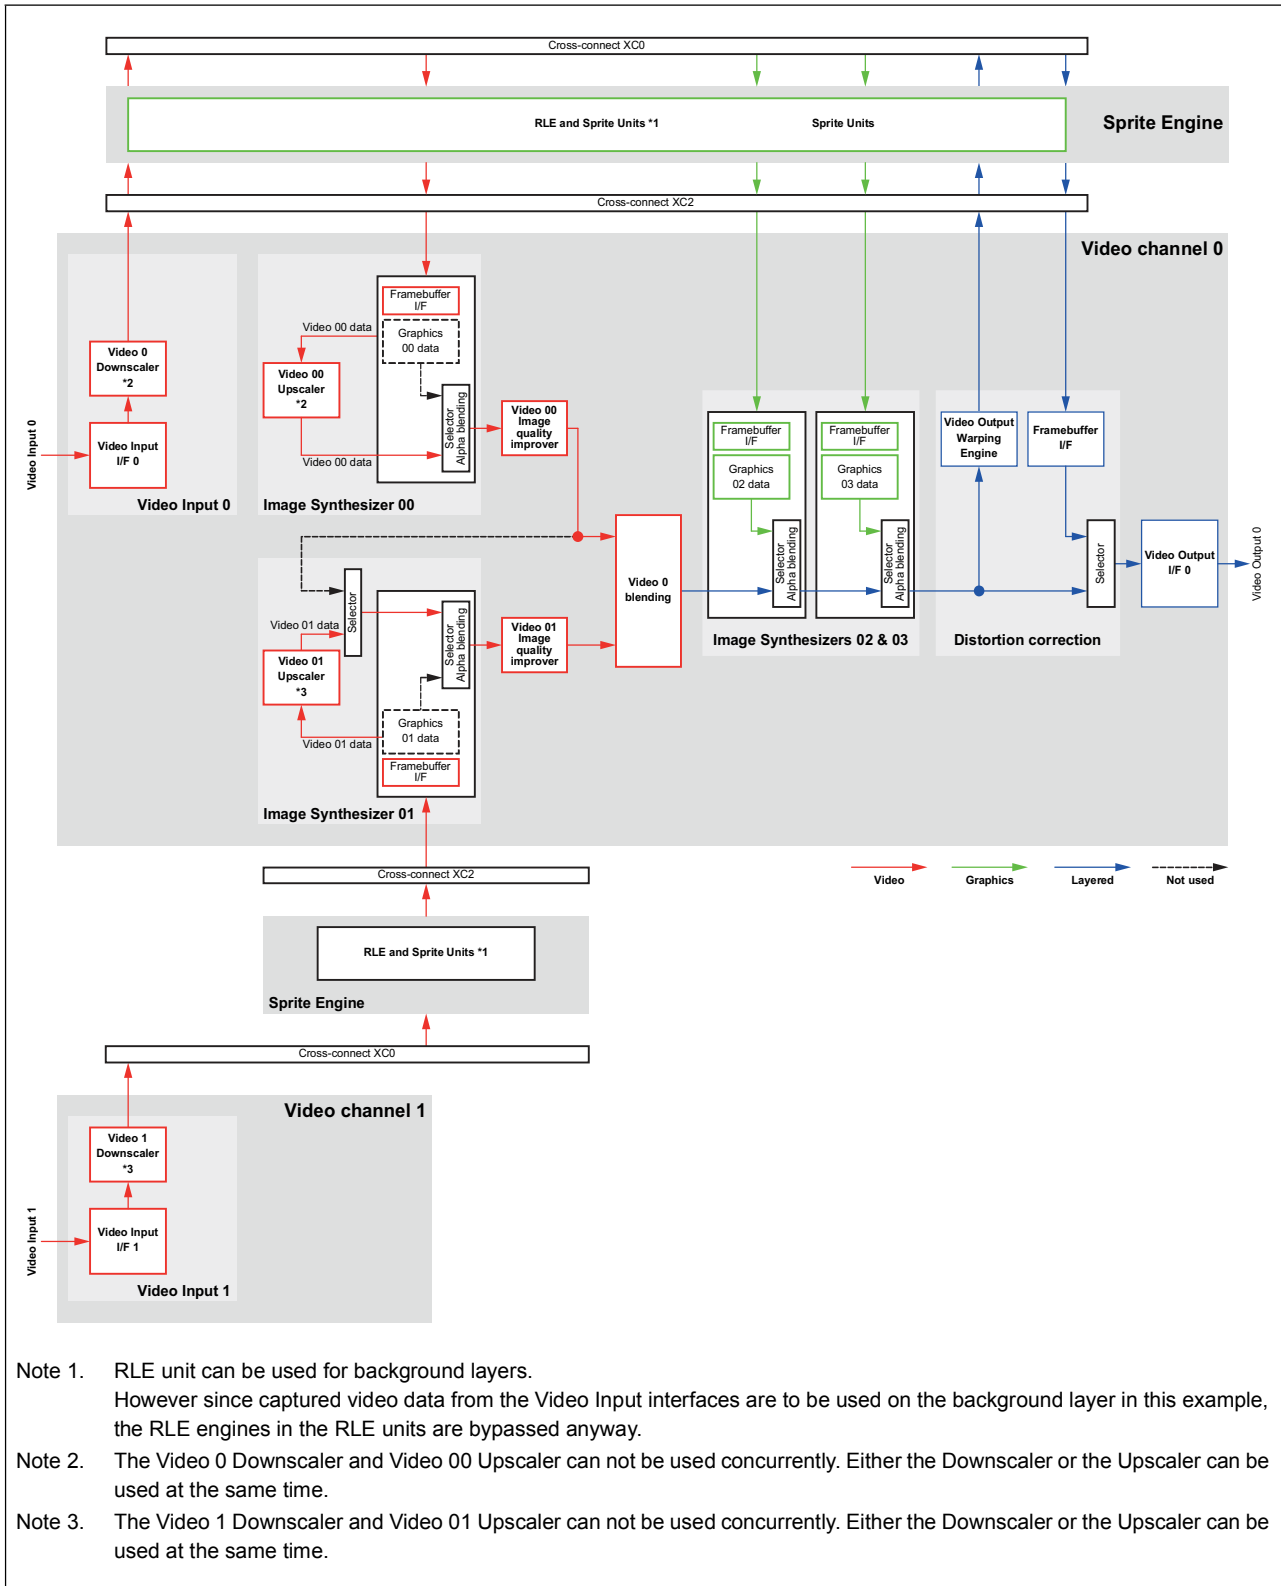 Cross-connect XC0
RLE and Sprite Units *1
Sprite Units
Sprite Engine
Cross-connect XC2
Video channel 0
Video 0
Downscaler
*2
Video Input
I/F 0
Video Input 0
Video Input 0
Framebuffer
I/F
Graphics
00 data
Video 00 data
Video 00
Upscaler
*2
Video 00 data
Selector
Alpha blending
Image Synthesizer 00
Video 00
Image
quality
improver
Selector
Video 01 data
Video 01
Upscaler
*3
Video 01 data
Selector
Alpha blending
Graphics
01 data
Framebuffer
I/F
Image Synthesizer 01
Video 01
Image
quality
improver
Video 0
blending
Framebuffer
I/F
Graphics
02 data
Selector
Alpha blending
Framebuffer
I/F
Graphics
03 data
Selector
Alpha blending
Image Synthesizers 02 & 03
Video Output
Warping
Engine
Framebuffer
I/F
Selector
Distortion correction
Video Output
I/F 0
Video Output 0
Cross-connect XC2
Video
Graphics
Layered
Not used
RLE and Sprite Units *1
Sprite Engine
Cross-connect XC0
Video channel 1
Video 1
Downscaler
*3
Video Input
I/F 1
Video Input 1
Video Input 1
Note 1. RLE unit can be used for background layers.
However since captured video data from the Video Input interfaces are to be used on the background layer in this example,
the RLE engines in the RLE units are bypassed anyway.
Note 2. The Video 0 Downscaler and Video 00 Upscaler can not be used concurrently. Either the Downscaler or the Upscaler can be
used at the same time.
Note 3. The Video 1 Downscaler and Video 01 Upscaler can not be used concurrently. Either the Downscaler or the Upscaler can be
used at the same time.